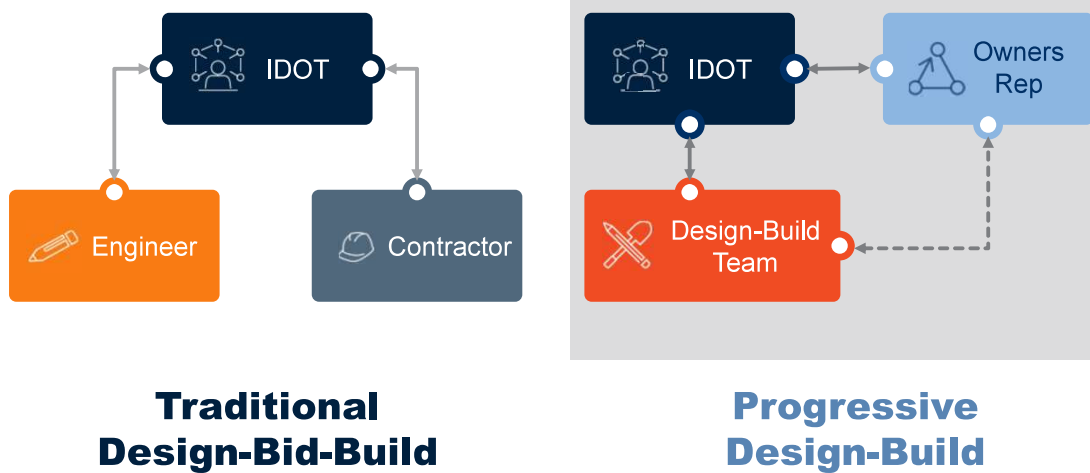 IDOT
Engineer
Contractor
Traditional
Design-Bid-Build
IDOT
Owners
Rep
Design-Build
Team
Progressive
Design-Build